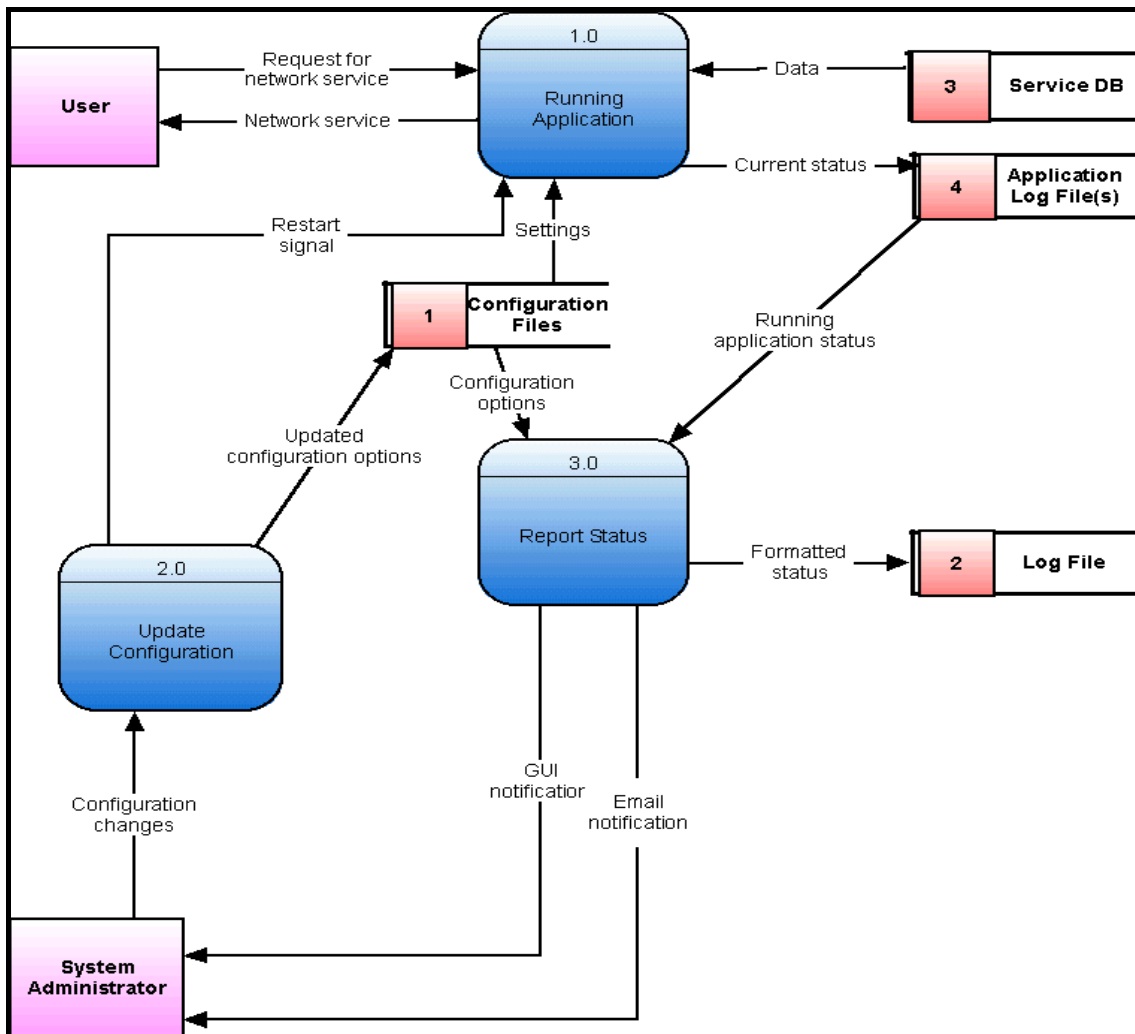 1.0
Running
Application
User
Request for
network service
Network service
Data
3
Service DB
Current status
4
Application
Log File(s)
Restart
signal
Settings
1
Configuration
Files
Running
application status
Configuration
options
Updated
configuration options
3.0
Report Status
Formatted
status
2
Log File
2.0
Update
Configuration
GUI
notificatior
Email
notification
Configuration
changes
System
Administrator